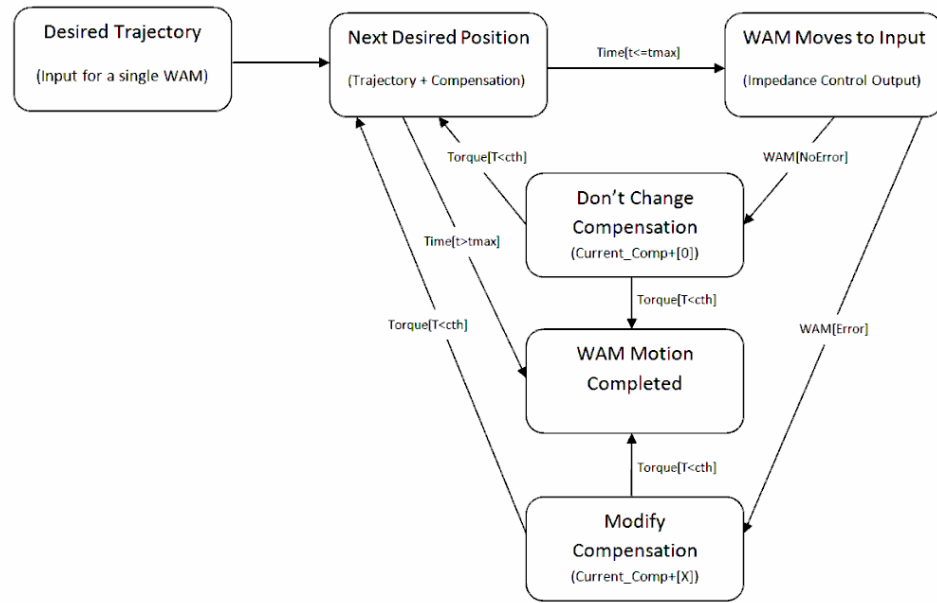 Desired Trajectory
(Input for a single WAM)
Next Desired Position
(Trajectory + Compensation)
Time[t<=tmax]
WAM Moves to Input
(Impedance Control Output)
Torque[T<cth]
WAM[NoError]
Don't Change
Compensation
(Current_Comp+[0])
Time[t>tmax]
Torque[T<cth]
Torque[T<cth]
WAM[Error]
WAM Motion
Completed
Torque[T<cth]
Modify
Compensation
(Current_Comp+[X])